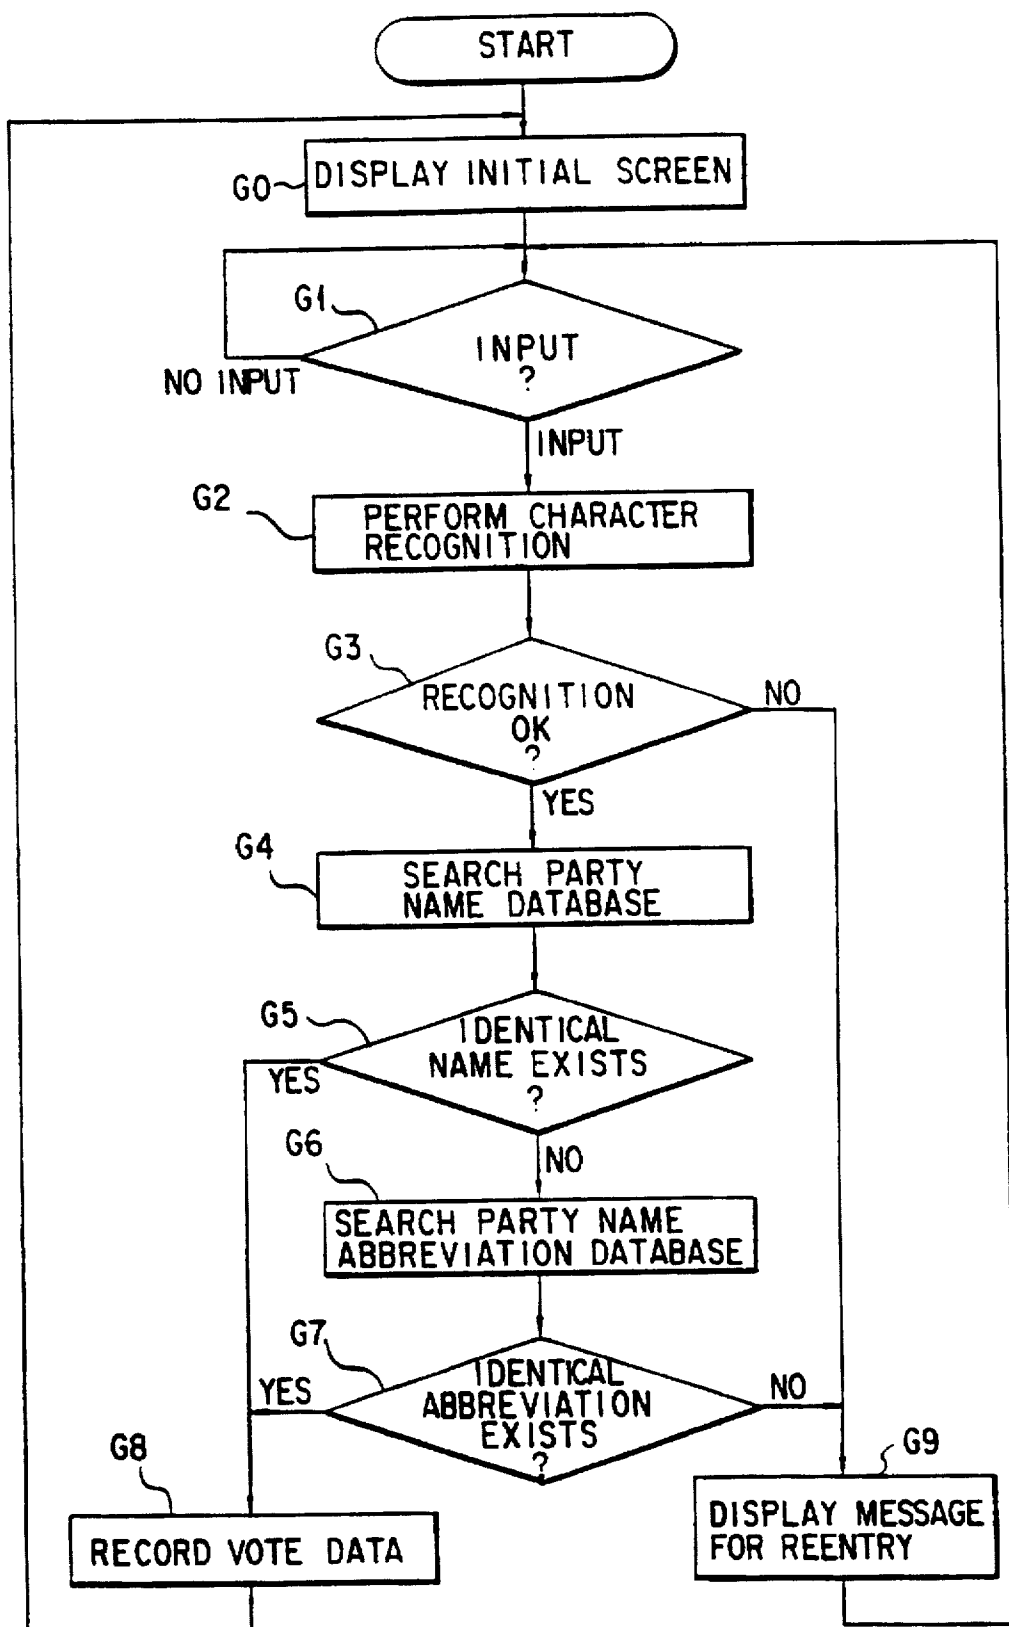 START
G0
DISPLAY INITIAL SCREEN
G1
INPUT
?
NO INPUT
INPUT
G2
PERFORM CHARACTER
RECOGNITION
G3
RECOGNITION
OK
?
NO
YES
G4
SEARCH PARTY
NAME DATABASE
G5
IDENTICAL
NAME EXISTS
?
YES
NO
G6
SEARCH PARTY NAME
ABBREVIATION DATABASE
G7
IDENTICAL
ABBREVIATION
EXISTS
?
YES
NO
G8
RECORD VOTE DATA
G9
DISPLAY MESSAGE
FOR REENTRY